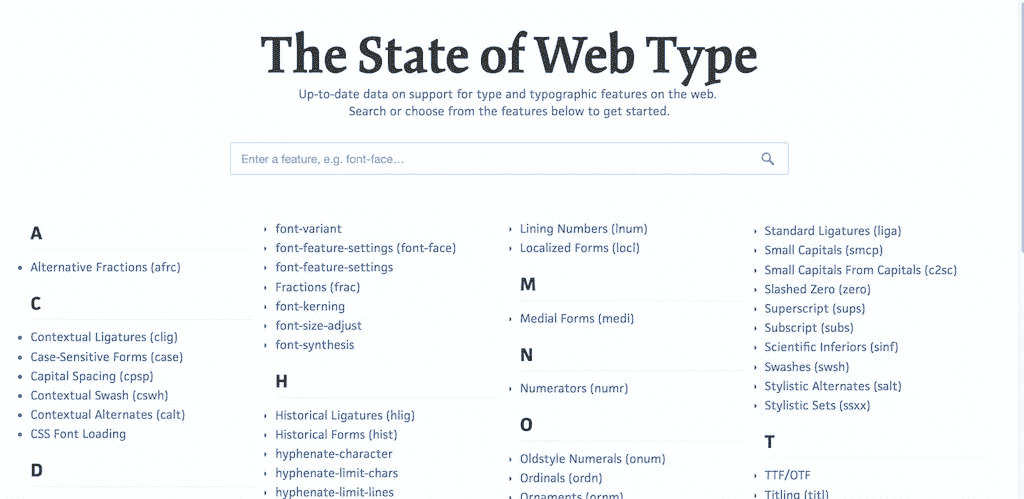 The State of Web Type
Up-to-date data on support for type and typographic features on the web.
Search or choose from the features below to get started.
Enter a feature, e.g. font-face...
A
Alternative Fractions (afrc)
C
Contextual Ligatures (clig)
Case-Sensitive Forms (case)
Capital Spacing (cpsp)
Contextual Swash (cswh)
Contextual Alternates (calt)
CSS Font Loading
D
font-variant
font-feature-settings (font-face)
font-feature-settings
Fractions (frac)
font-kerning
font-size-adjust
font-synthesis
H
Historical Ligatures (hlig)
Historical Forms (hist)
hyphenate-character
hyphenate-limit-chars
hyphenate-limit-lines
Lining Numbers (lnum)
Localized Forms (locl)
M
Medial Forms (medi)
N
Numerators (numr)
O
Oldstyle Numerals (onum)
Ordinals (ordn)
Ornaments (ornm)
Standard Ligatures (liga)
Small Capitals (smcp)
Small Capitals From Capitals (c2sc)
Slashed Zero (zero)
Superscript (sups)
Subscript (subs)
Scientific Inferiors (sinf)
Swashes (swsh)
Stylistic Alternates (salt)
Stylistic Sets (ssxx)
T
TTF/OTF
Titling (titl)